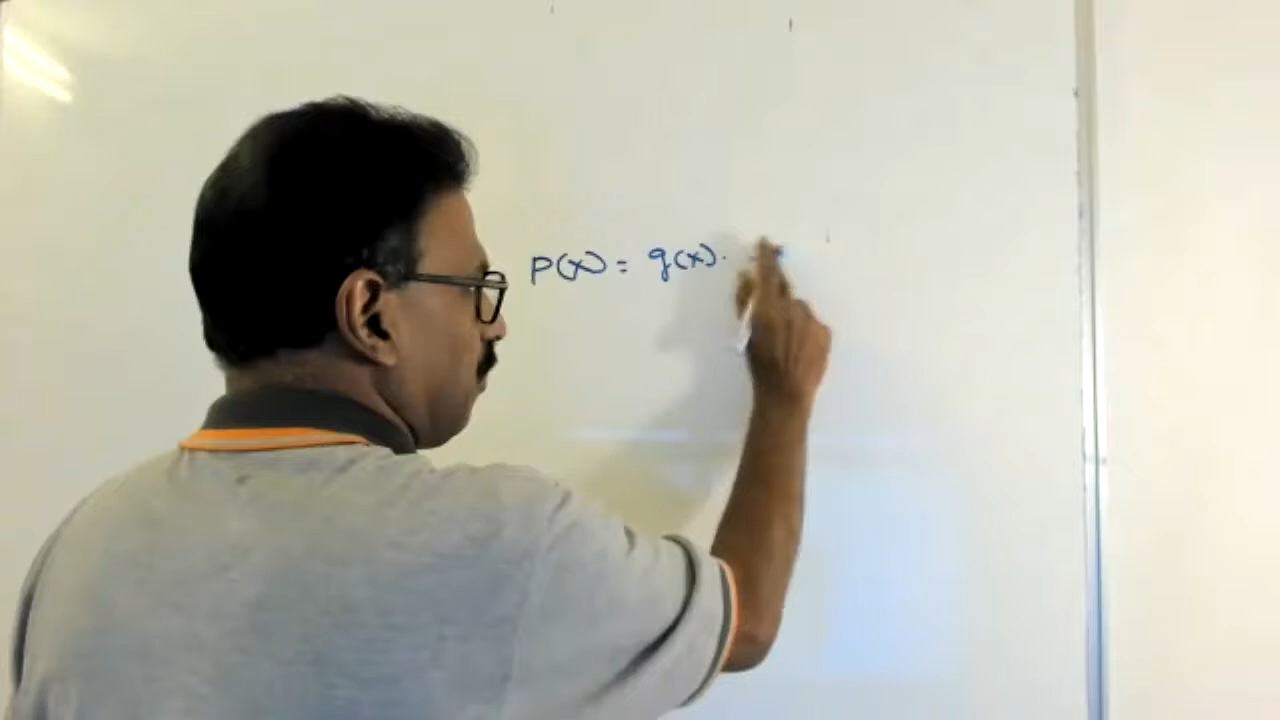 P(x) = g(x).